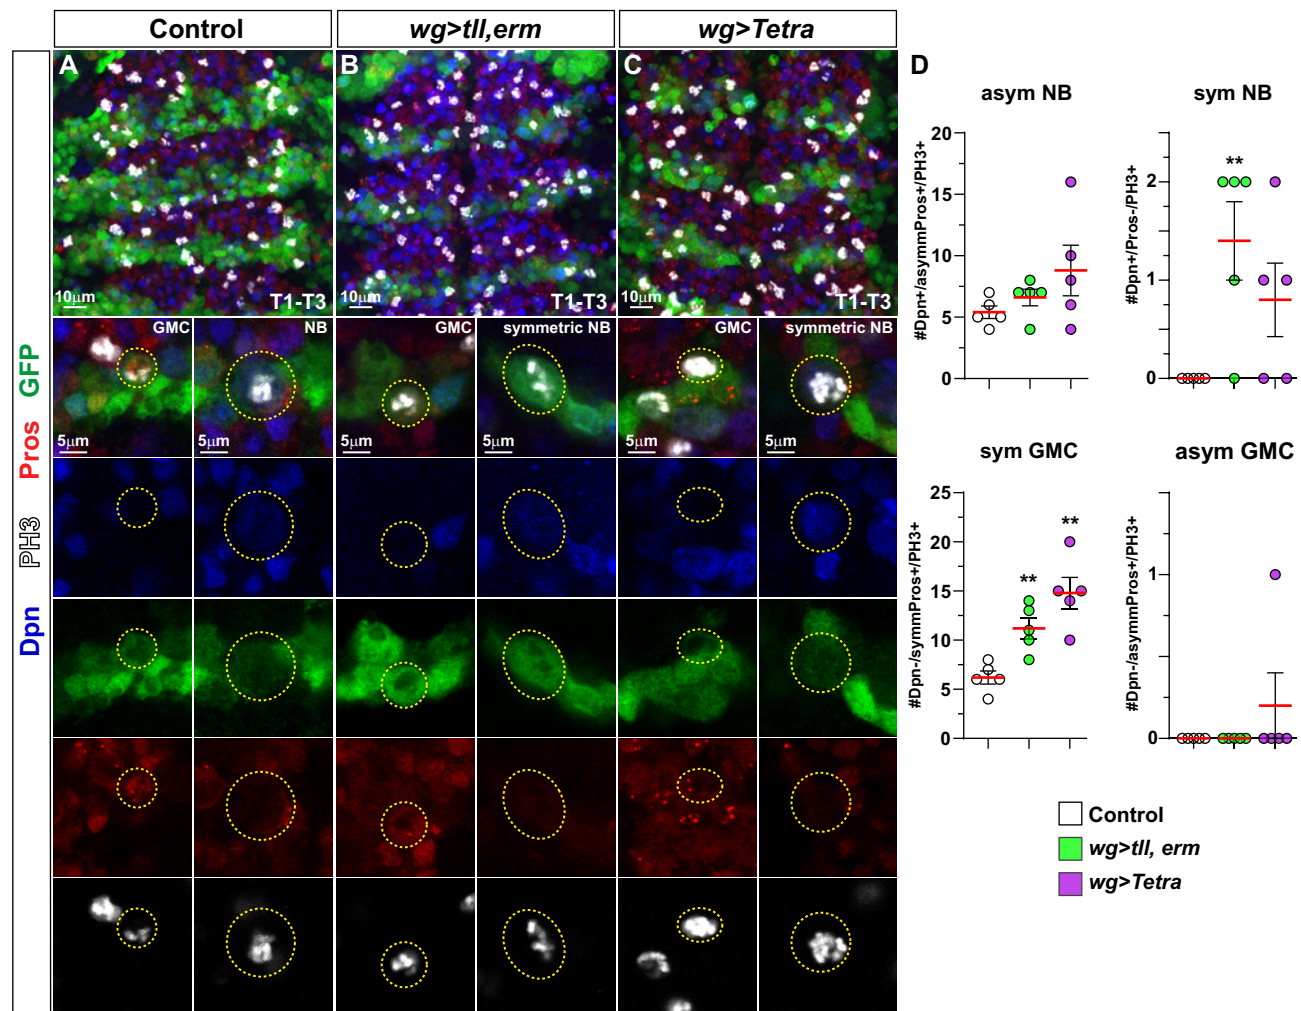 Control
wg>tll,erm
wg>Tetra
A
B
C
D
10μm
T1-T3
10μm
T1-T3
10μm
T1-T3
GMC
NB
GMC
symmetric NB
GMC
symmetric NB
5μm
5μm
5μm
5μm
5μm
5μm
Dpn PH3 Pros GFP
asym NB
#Dpn+/asymmPros+/PH3+
20
15
10
5
0
sym NB
#Dpn+/Pros-/PH3+
**
2
1
0
sym GMC
#Dpn-/symmPros+/PH3+
25
20
15
10
5
0
**
**
asym GMC
#Dpn-/asymmPros+/PH3+
1
0
Control
wg>tll, erm
wg>Tetra